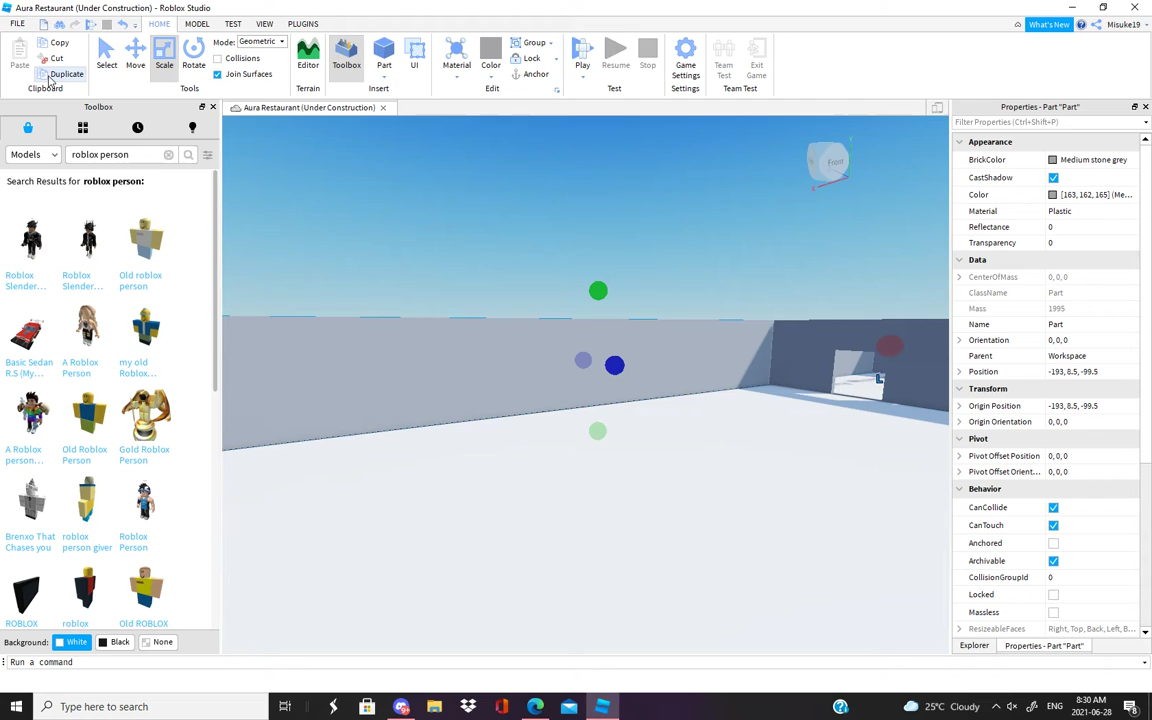 Aura Restaurant (Under Construction) - Roblox Studio
FILE
HOME
MODEL
TEST
VIEW
PLUGINS
What's New
Misuke19
Paste
Copy
Cut
Duplicate
Clipboard
Select
Move
Scale
Rotate
Mode: Geometric
Collisions
Join Surfaces
Tools
Editor
Terrain
Toolbox
Part
UI
Insert
Material
Color
Group
Lock
Anchor
Edit
Play
Resume
Stop
Test
Game Settings
Settings
Team Test
Exit Game
Team Test
Toolbox
Models
roblox person
Search Results for roblox person:
Roblox Slender...
Roblox Slender...
Old roblox person
Basic Sedan R.S (My...
A Roblox Person
my old Roblox...
A Roblox person...
Old Roblox Person
Gold Roblox Person
Brenxo That Chases you
roblox person giver
Roblox Person
ROBLOX
roblox
Old ROBLOX
Background: White Black None
Run a command
Aura Restaurant (Under Construction)
Front
Properties - Part "Part"
Filter Properties (Ctrl+Shift+P)
Appearance
BrickColor Medium stone grey
CastShadow
Color [163, 162, 165] (Me...
Material Plastic
Reflectance 0
Transparency 0
Data
CenterOfMass 0, 0, 0
ClassName Part
Mass 1995
Name Part
Orientation 0, 0, 0
Parent Workspace
Position -193, 8.5, -99.5
Transform
Origin Position -193, 8.5, -99.5
Origin Orientation 0, 0, 0
Pivot
Pivot Offset Position 0, 0, 0
Pivot Offset Orient... 0, 0, 0
Behavior
CanCollide
CanTouch
Anchored
Archivable
CollisionGroupId 0
Locked
Massless
ResizeableFaces Right, Top, Back, Left, B...
Explorer
Properties - Part "Part"
Type here to search
25°C Cloudy
ENG
8:30 AM
2021-06-28